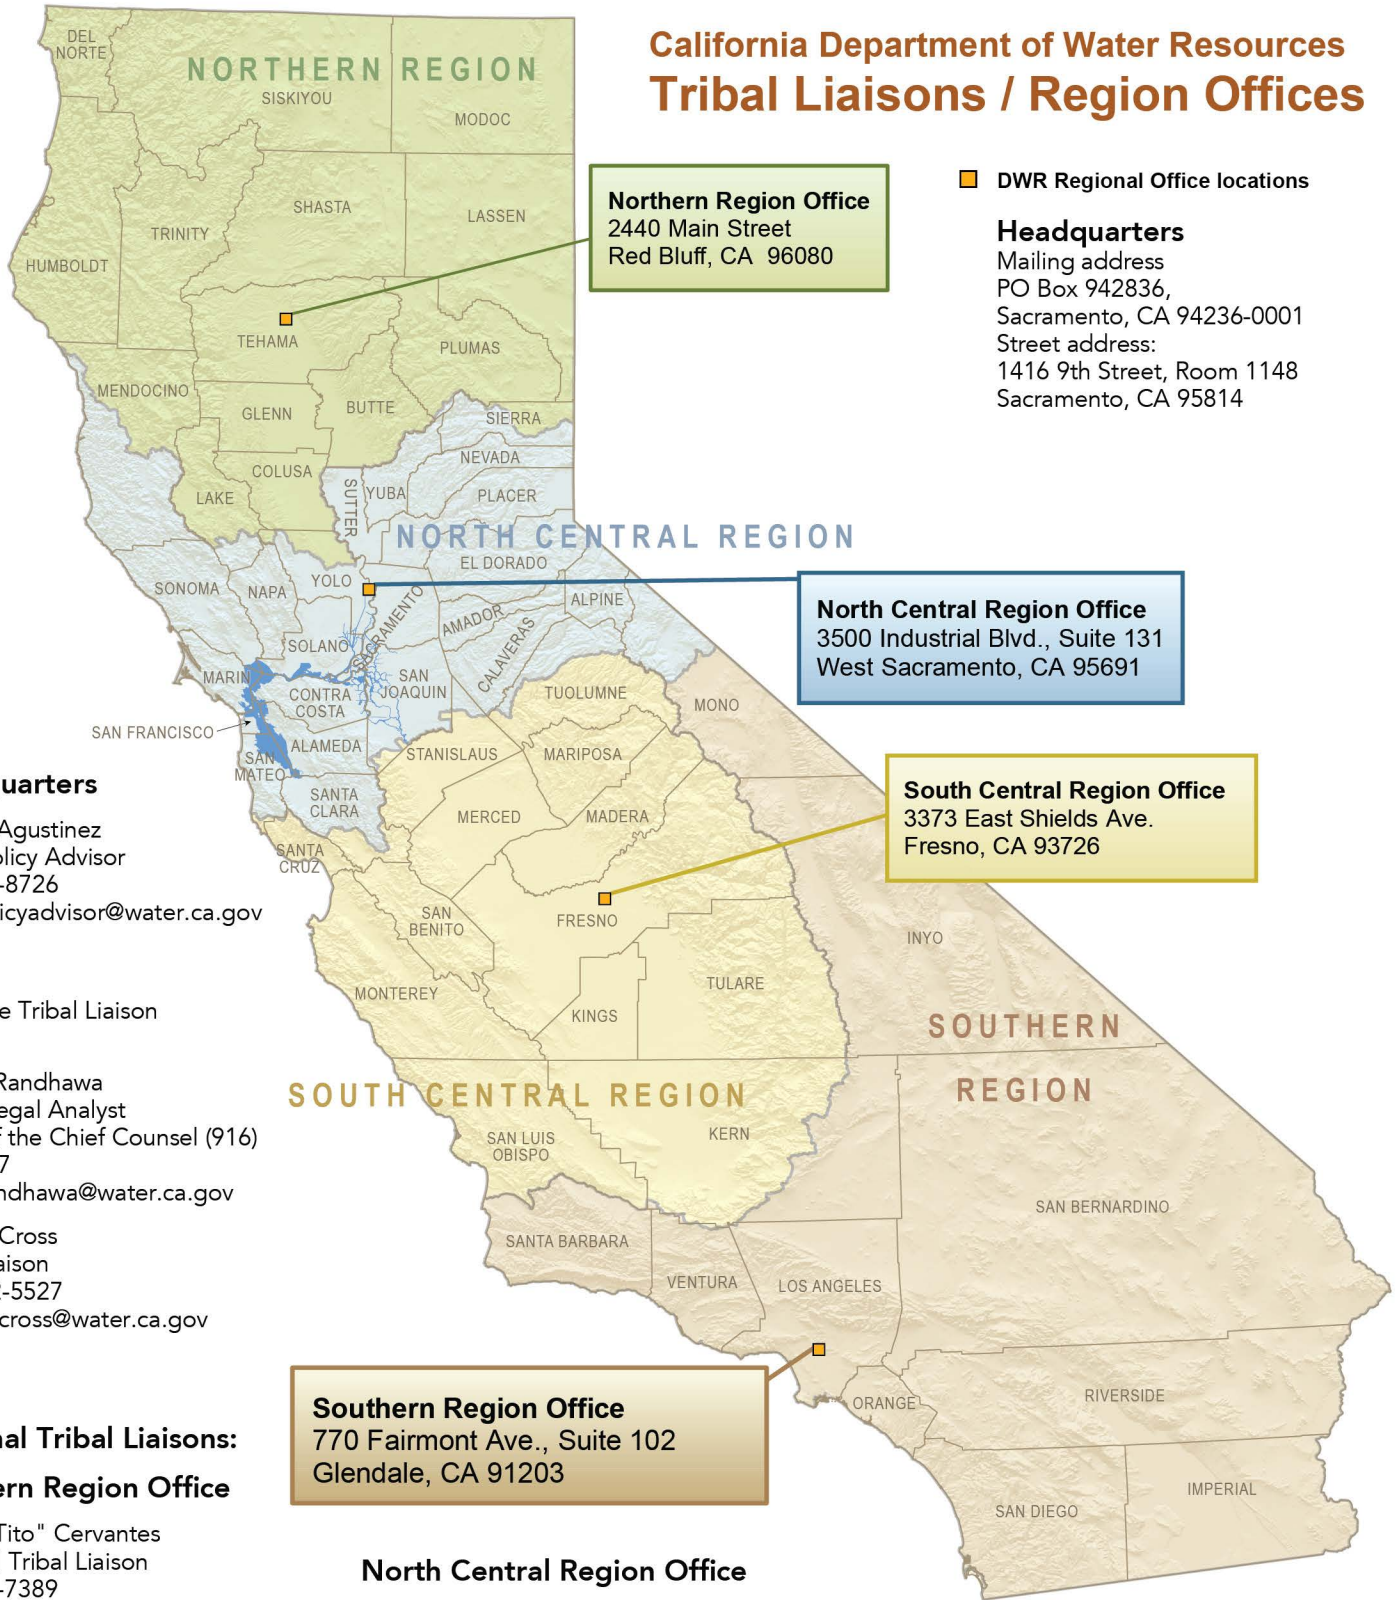 California Department of Water Resources
Tribal Liaisons / Region Offices
DWR Regional Office locations
Headquarters
Mailing address
PO Box 942836,
Sacramento, CA 94236-0001
Street address:
1416 9th Street, Room 1148
Sacramento, CA 95814
Northern Region Office
2440 Main Street
Red Bluff, CA 96080
NORTHERN REGION
DEL
NORTE
SISKIYOU
MODOC
SHASTA
LASSEN
TRINITY
HUMBOLDT
TEHAMA
PLUMAS
MENDOCINO
GLENN
BUTTE
SIERRA
COLUSA
NEVADA
LAKE
SUTTER
YUBA
PLACER
NORTH CENTRAL REGION
EL DORADO
YOLO
SONOMA
NAPA
SACRAMENTO
AMADOR
ALPINE
SOLANO
CALAVERAS
MARIN
CONTRA
COSTA
SAN
JOAQUIN
SAN FRANCISCO
ALAMEDA
SAN
MATEO
SANTA
CLARA
North Central Region Office
3500 Industrial Blvd., Suite 131
West Sacramento, CA 95691
TUOLUMNE
MONO
STANISLAUS
MARIPOSA
MERCED
MADERA
SANTA
CRUZ
South Central Region Office
3373 East Shields Ave.
Fresno, CA 93726
SAN
BENITO
FRESNO
INYO
MONTEREY
TULARE
KINGS
SOUTHERN
REGION
SOUTH CENTRAL REGION
SAN LUIS
OBISPO
KERN
SAN BERNARDINO
SANTA BARBARA
VENTURA
LOS ANGELES
ORANGE
RIVERSIDE
SAN DIEGO
IMPERIAL
Southern Region Office
770 Fairmont Ave., Suite 102
Glendale, CA 91203
uarters
Agustinez
olicy Advisor
-8726
icyadvisor@water.ca.gov
e Tribal Liaison
Randhawa
egal Analyst
f the Chief Counsel (916)
7
ndhawa@water.ca.gov
Cross
aison
-5527
cross@water.ca.gov
nal Tribal Liaisons:
ern Region Office
Tito" Cervantes
Tribal Liaison
-7389
North Central Region Office